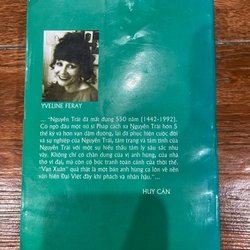 YVELINE FERAY
... "Nguyễn Trãi đã mất đúng 550 năm (1442-1992).
Có ngờ đâu một nữ sĩ Pháp cách xa Nguyễn Trãi hơn 5
thế kỷ và hơn vạn dặm đường, lại đã phục hiện cuộc đời
và sự nghiệp của Nguyễn Trãi, tâm trạng và tâm tình của
Nguyễn Trãi với một sự hiểu thấu tâm lý sâu sắc như
vậy. Không chỉ có chân dung của vị anh hùng, của nhà
thơ vĩ đại, mà còn có bức tranh toàn cảnh của thời thế.
"Vạn Xuân" quả thật là một bản anh hùng ca lớn về nền
văn hiến Đại Việt đầy khí phách và nhân hậu."...
HUY CẬN